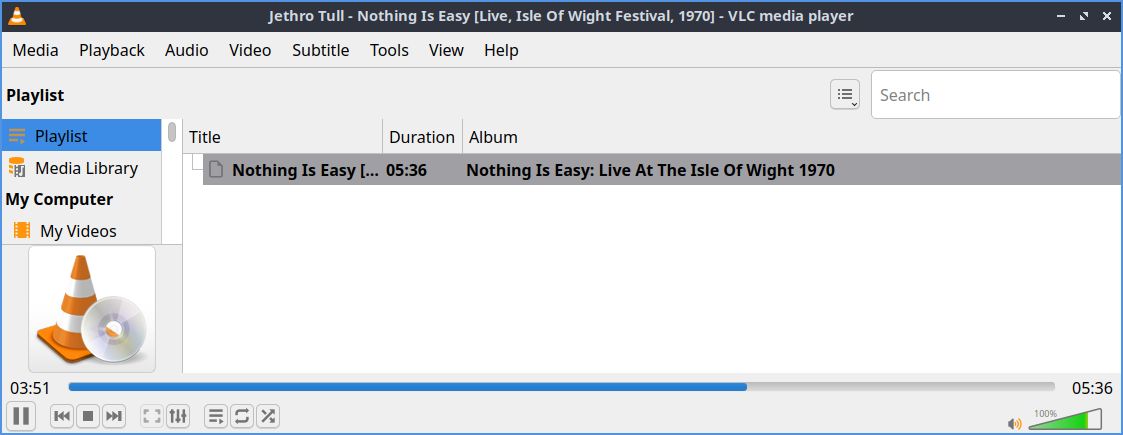 Jethro Tull - Nothing Is Easy [Live, Isle Of Wight Festival, 1970] - VLC media player
Media Playback Audio Video Subtitle Tools View Help
Playlist Search
Playlist
Media Library
My Computer
My Videos
Title Duration Album
Nothing Is Easy [... 05:36 Nothing Is Easy: Live At The Isle Of Wight 1970
03:51 05:36
100%